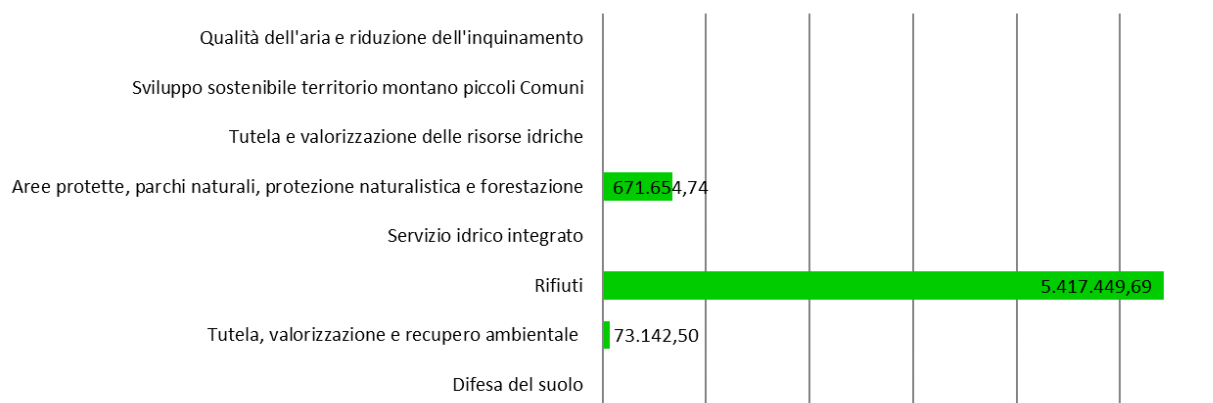 Qualità dell'aria e riduzione dell'inquinamento
Sviluppo sostenibile territorio montano piccoli Comuni
Tutela e valorizzazione delle risorse idriche
Aree protette, parchi naturali, protezione naturalistica e forestazione 671.654,74
Servizio idrico integrato
Rifiuti 5.417.449,69
Tutela, valorizzazione e recupero ambientale 73.142,50
Difesa del suolo